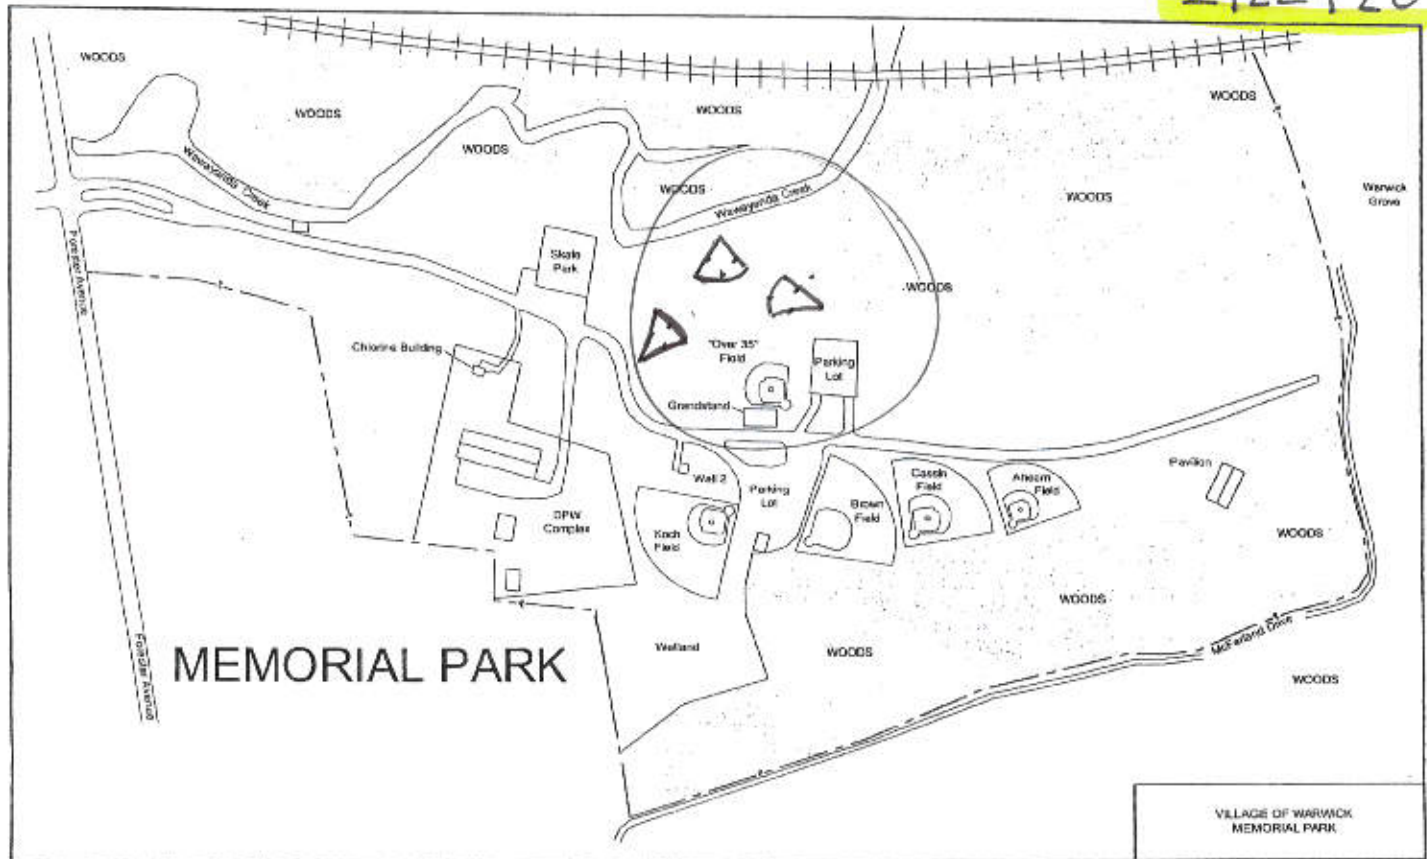 WOODS
WOODS
WOODS
WOODS
WOODS
WOODS
WOODS
Warwick
Grove
Wawayanda Creek
Wawayanda Creek
Forester Avenue
Skate
Park
WOODS
Chlorine Building
"Over 35"
Field
Parking
Lot
Grandstand
Well 2
Parking
Lot
Cassin
Field
Ahearn
Field
Pavilion
Brown
Field
DPW
Complex
Koch
Field
WOODS
WOODS
Forester Avenue
MEMORIAL PARK
Wetland
WOODS
McFarland Drive
WOODS
VILLAGE OF WARWICK
MEMORIAL PARK